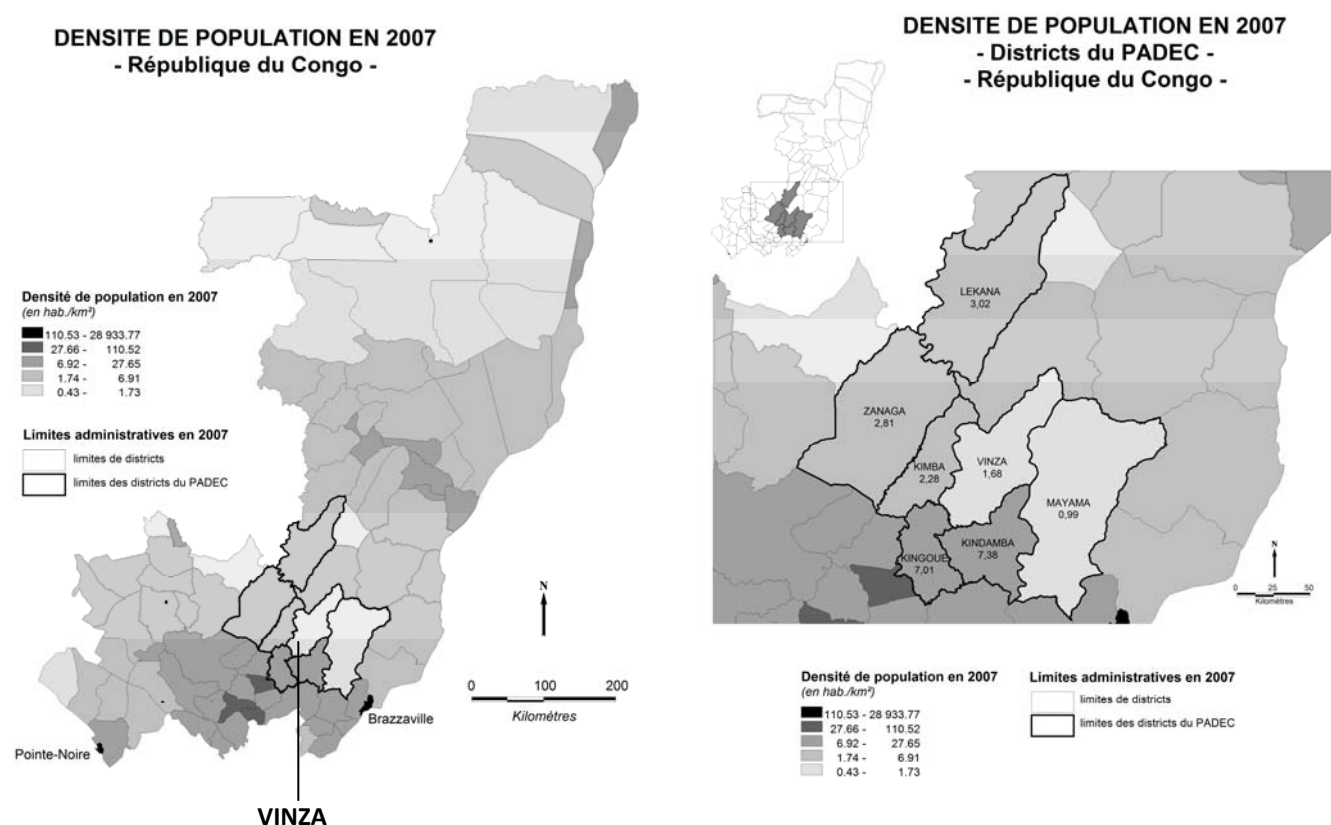 DENSITE DE POPULATION EN 2007
- République du Congo -
Densité de population en 2007
(en hab./km²)
110.53 - 28 933.77
27.66 - 110.52
6.92 - 27.65
1.74 - 6.91
0.43 - 1.73
Limites administratives en 2007
limites de districts
limites des districts du PADEC
N
0 100 200
Kilomètres
Brazzaville
Pointe-Noire
VINZA
DENSITE DE POPULATION EN 2007
- Districts du PADEC -
- République du Congo -
LEKANA
3,02
ZANAGA
2,81
KIMBA
2,28
VINZA
1,68
MAYAMA
0,99
KINDAMBA
7,38
KINGOUE
7,01
N
0 25 50
Kilomètres
Densité de population en 2007
(en hab./km²)
110.53 - 28 933.77
27.66 - 110.52
6.92 - 27.65
1.74 - 6.91
0.43 - 1.73
Limites administratives en 2007
limites de districts
limites des districts du PADEC